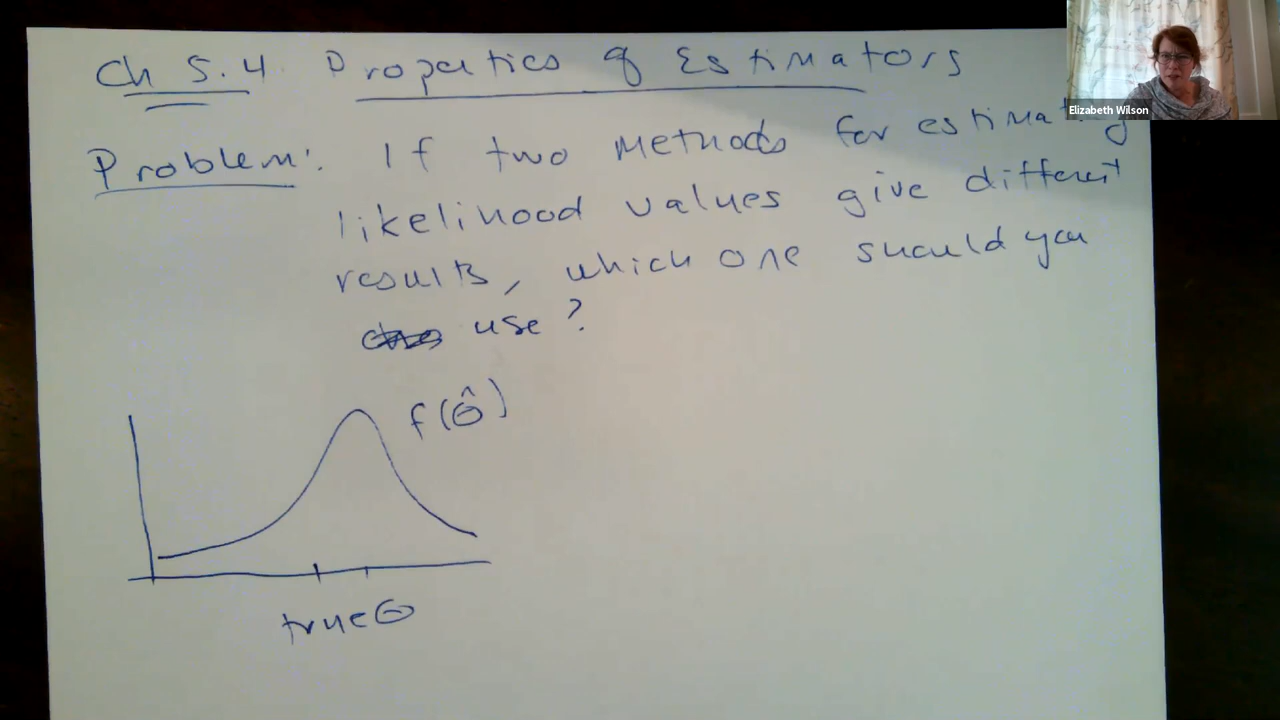 Ch 5.4 Properties of Estimators
Elizabeth Wilson
Problem: If two methods for estimating
likelihood values give different
results, which one should you
use?
f(θ̂)
true θ